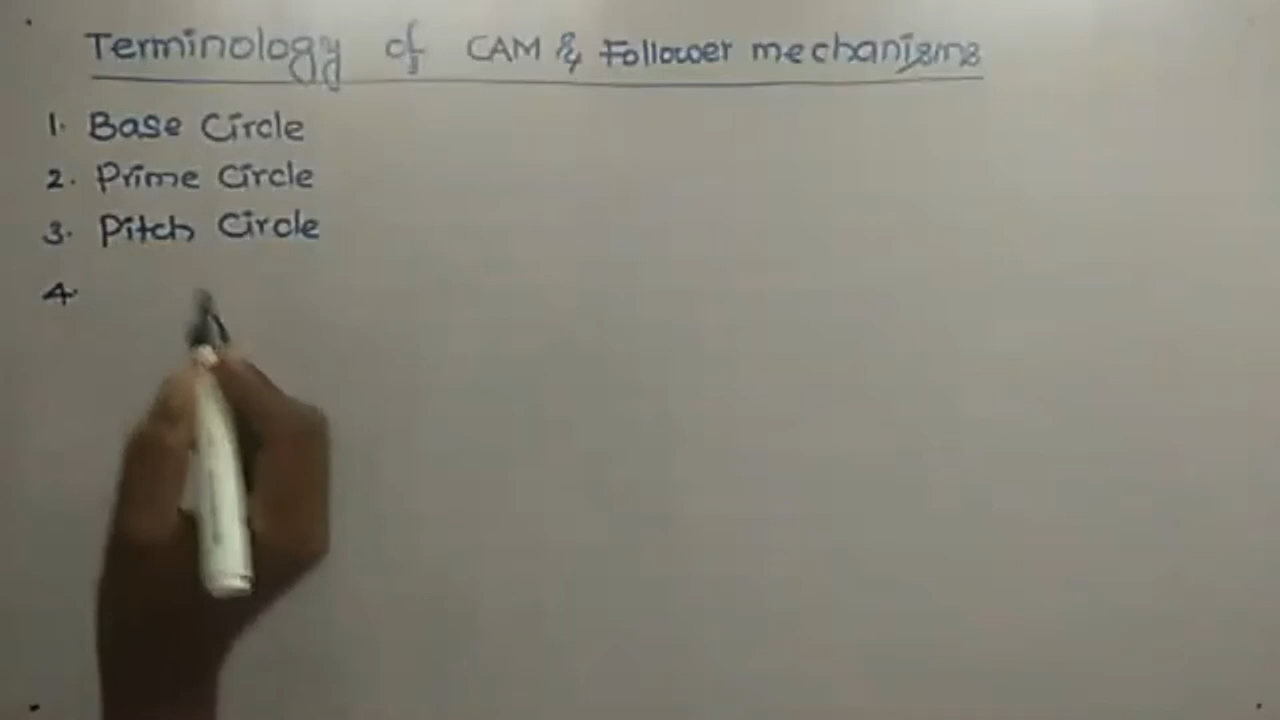 Terminology of CAM & Follower mechanisms
1. Base Circle
2. Prime Circle
3. Pitch Circle
4.